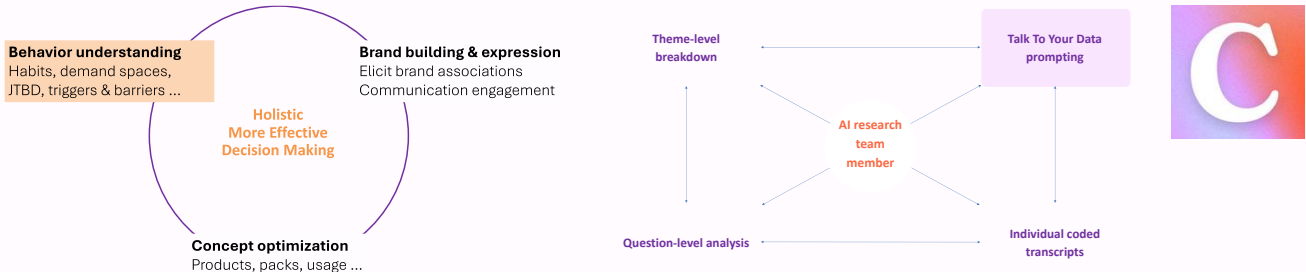 Behavior understanding
Habits, demand spaces,
JTBD, triggers & barriers ...
Brand building & expression
Elicit brand associations
Communication engagement
Holistic
More Effective
Decision Making
Concept optimization
Products, packs, usage ...
Theme-level
breakdown
Talk To Your Data
prompting
AI research
team
member
Question-level analysis
Individual coded
transcripts
C